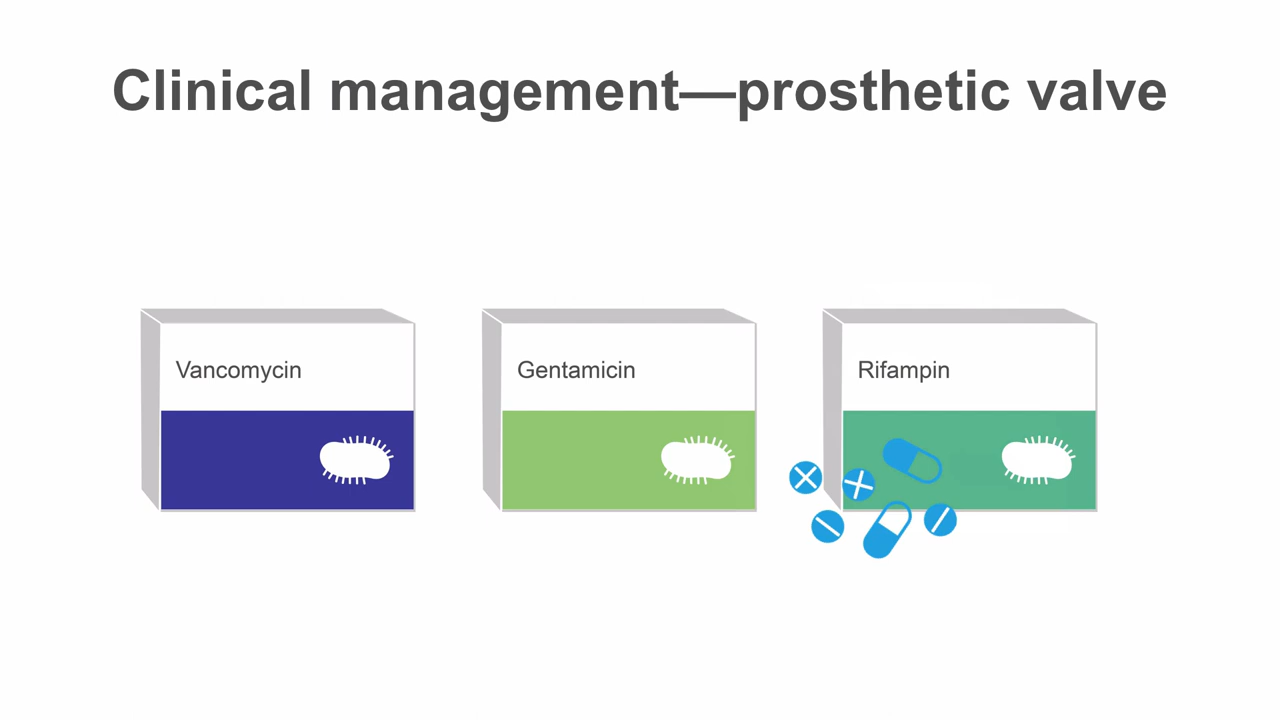 Clinical management—prosthetic valve
Vancomycin
Gentamicin
Rifampin